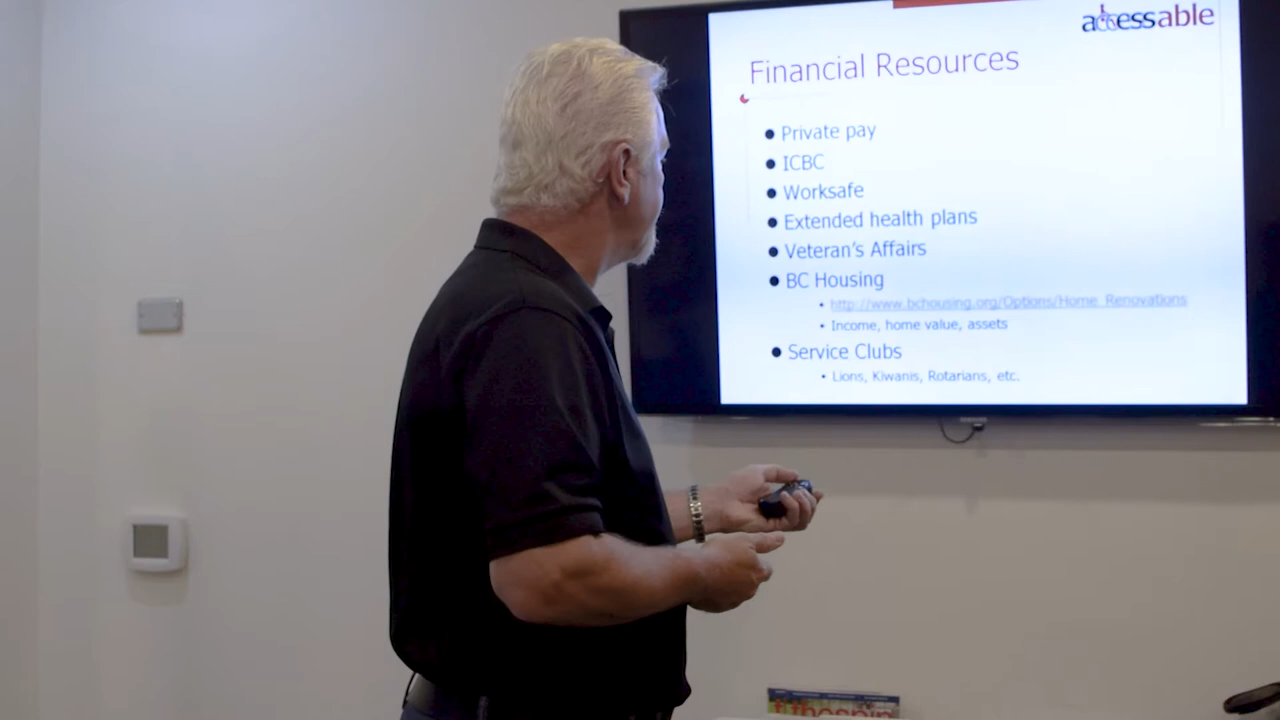 accessable
Financial Resources
Private pay
ICBC
Worksafe
Extended health plans
Veteran's Affairs
BC Housing
http://www.bchousing.org/Options/Home_Renovations
Income, home value, assets
Service Clubs
Lions, Kiwanis, Rotarians, etc.
thespin